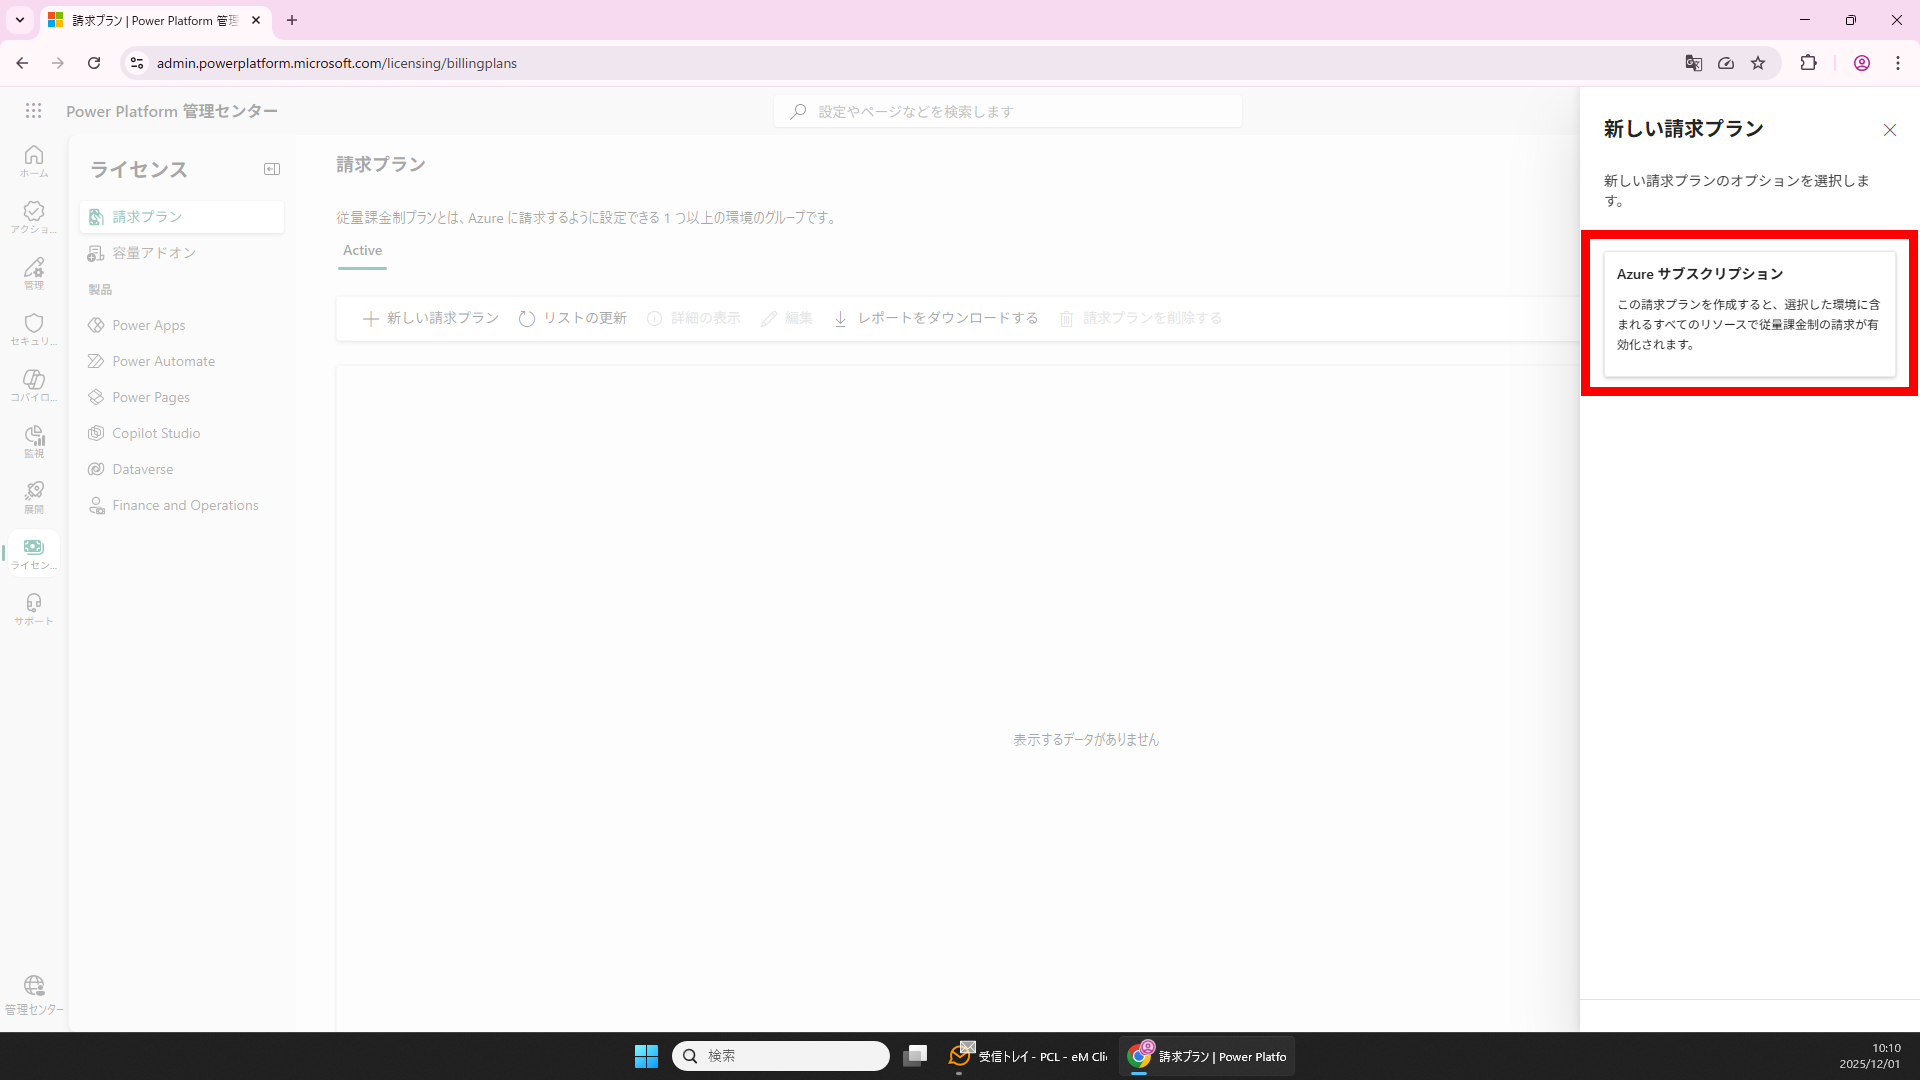 請求プラン | Power Platform 管理
admin.powerplatform.microsoft.com/licensing/billingplans
Power Platform 管理センター
設定やページなどを検索します
ホーム
アクショ...
管理
セキュリ...
コパイロ...
監視
展開
ライセン...
サポート
管理センター
ライセンス
請求プラン
容量アドオン
製品
Power Apps
Power Automate
Power Pages
Copilot Studio
Dataverse
Finance and Operations
請求プラン
従量課金制プランとは、Azure に請求するように設定できる 1 つ以上の環境のグループです。
Active
新しい請求プラン
リストの更新
詳細の表示
編集
レポートをダウンロードする
請求プランを削除する
表示するデータがありません
新しい請求プラン
新しい請求プランのオプションを選択しま
す。
Azure サブスクリプション
この請求プランを作成すると、選択した環境に含
まれるすべてのリソースで従量課金制の請求が有
効化されます。
検索
受信トレイ - PCL - eM Clie
請求プラン | Power Platfo
10:10
2025/12/01